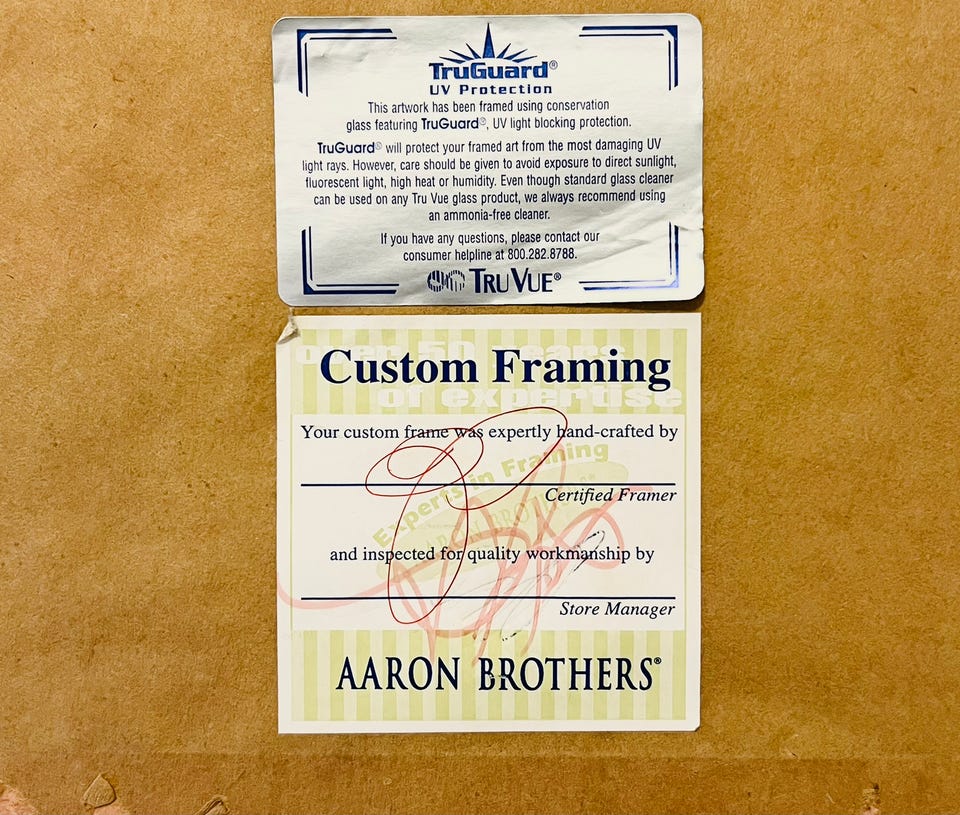 TruGuard®
UV Protection
This artwork has been framed using conservation
glass featuring TruGuard®, UV light blocking protection.
TruGuard® will protect your framed art from the most damaging UV
light rays. However, care should be given to avoid exposure to direct sunlight,
fluorescent light, high heat or humidity. Even though standard glass cleaner
can be used on any Tru Vue glass product, we always recommend using
an ammonia-free cleaner.
If you have any questions, please contact our
consumer helpline at 800.282.8788.
TRU VUE®
over 50 years
Custom Framing
of expertise
Your custom frame was expertly hand-crafted by
Experts in Framing
Certified Framer
AARON BROTHERS®
and inspected for quality workmanship by
Store Manager
AARON BROTHERS®